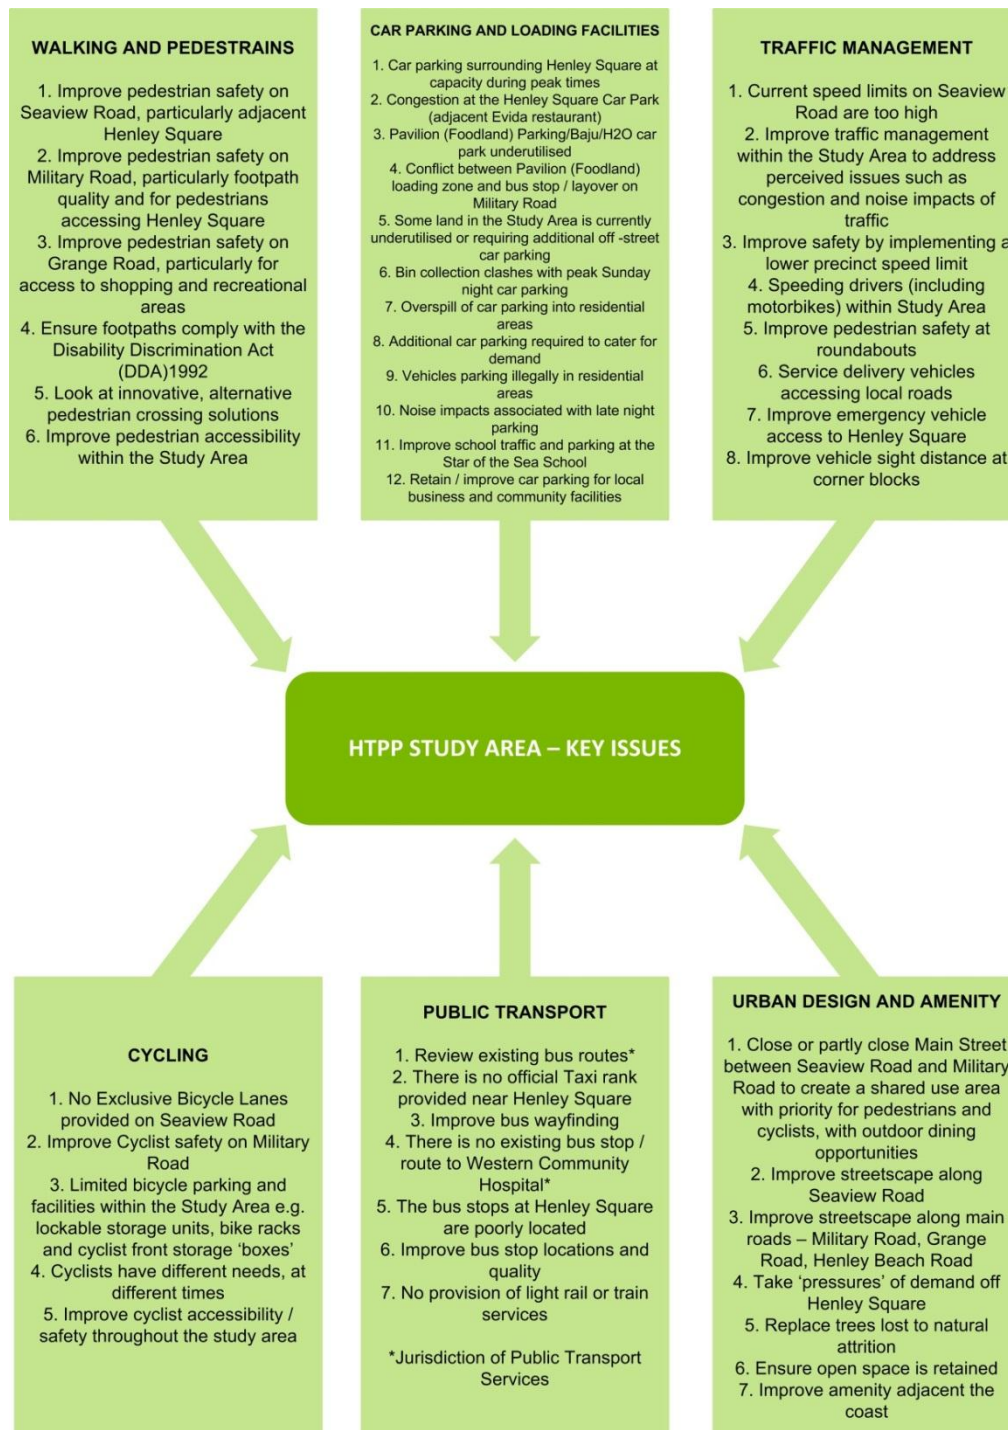 WALKING AND PEDESTRAINS
1. Improve pedestrian safety on
Seaview Road, particularly adjacent
Henley Square
2. Improve pedestrian safety on
Military Road, particularly footpath
quality and for pedestrians
accessing Henley Square
3. Improve pedestrian safety on
Grange Road, particularly for
access to shopping and recreational
areas
4. Ensure footpaths comply with the
Disability Discrimination Act
(DDA)1992
5. Look at innovative, alternative
pedestrian crossing solutions
6. Improve pedestrian accessibility
within the Study Area
CAR PARKING AND LOADING FACILITIES
1. Car parking surrounding Henley Square at
capacity during peak times
2. Congestion at the Henley Square Car Park
(adjacent Evida restaurant)
3. Pavilion (Foodland) Parking/Baju/H2O car
park underutilised
4. Conflict between Pavilion (Foodland)
loading zone and bus stop / layover on
Military Road
5. Some land in the Study Area is currently
underutilised or requiring additional off -street
car parking
6. Bin collection clashes with peak Sunday
night car parking
7. Overspill of car parking into residential
areas
8. Additional car parking required to cater for
demand
9. Vehicles parking illegally in residential
areas
10. Noise impacts associated with late night
parking
11. Improve school traffic and parking at the
Star of the Sea School
12. Retain / improve car parking for local
business and community facilities
TRAFFIC MANAGEMENT
1. Current speed limits on Seaview
Road are too high
2. Improve traffic management
within the Study Area to address
perceived issues such as
congestion and noise impacts of
traffic
3. Improve safety by implementing a
lower precinct speed limit
4. Speeding drivers (including
motorbikes) within Study Area
5. Improve pedestrian safety at
roundabouts
6. Service delivery vehicles
accessing local roads
7. Improve emergency vehicle
access to Henley Square
8. Improve vehicle sight distance at
corner blocks
HTPP STUDY AREA – KEY ISSUES
CYCLING
1. No Exclusive Bicycle Lanes
provided on Seaview Road
2. Improve Cyclist safety on Military
Road
3. Limited bicycle parking and
facilities within the Study Area e.g.
lockable storage units, bike racks
and cyclist front storage ‘boxes’
4. Cyclists have different needs, at
different times
5. Improve cyclist accessibility /
safety throughout the study area
PUBLIC TRANSPORT
1. Review existing bus routes*
2. There is no official Taxi rank
provided near Henley Square
3. Improve bus wayfinding
4. There is no existing bus stop /
route to Western Community
Hospital*
5. The bus stops at Henley Square
are poorly located
6. Improve bus stop locations and
quality
7. No provision of light rail or train
services
*Jurisdiction of Public Transport
Services
URBAN DESIGN AND AMENITY
1. Close or partly close Main Street
between Seaview Road and Military
Road to create a shared use area
with priority for pedestrians and
cyclists, with outdoor dining
opportunities
2. Improve streetscape along
Seaview Road
3. Improve streetscape along main
roads – Military Road, Grange
Road, Henley Beach Road
4. Take ‘pressures’ of demand off
Henley Square
5. Replace trees lost to natural
attrition
6. Ensure open space is retained
7. Improve amenity adjacent the
coast